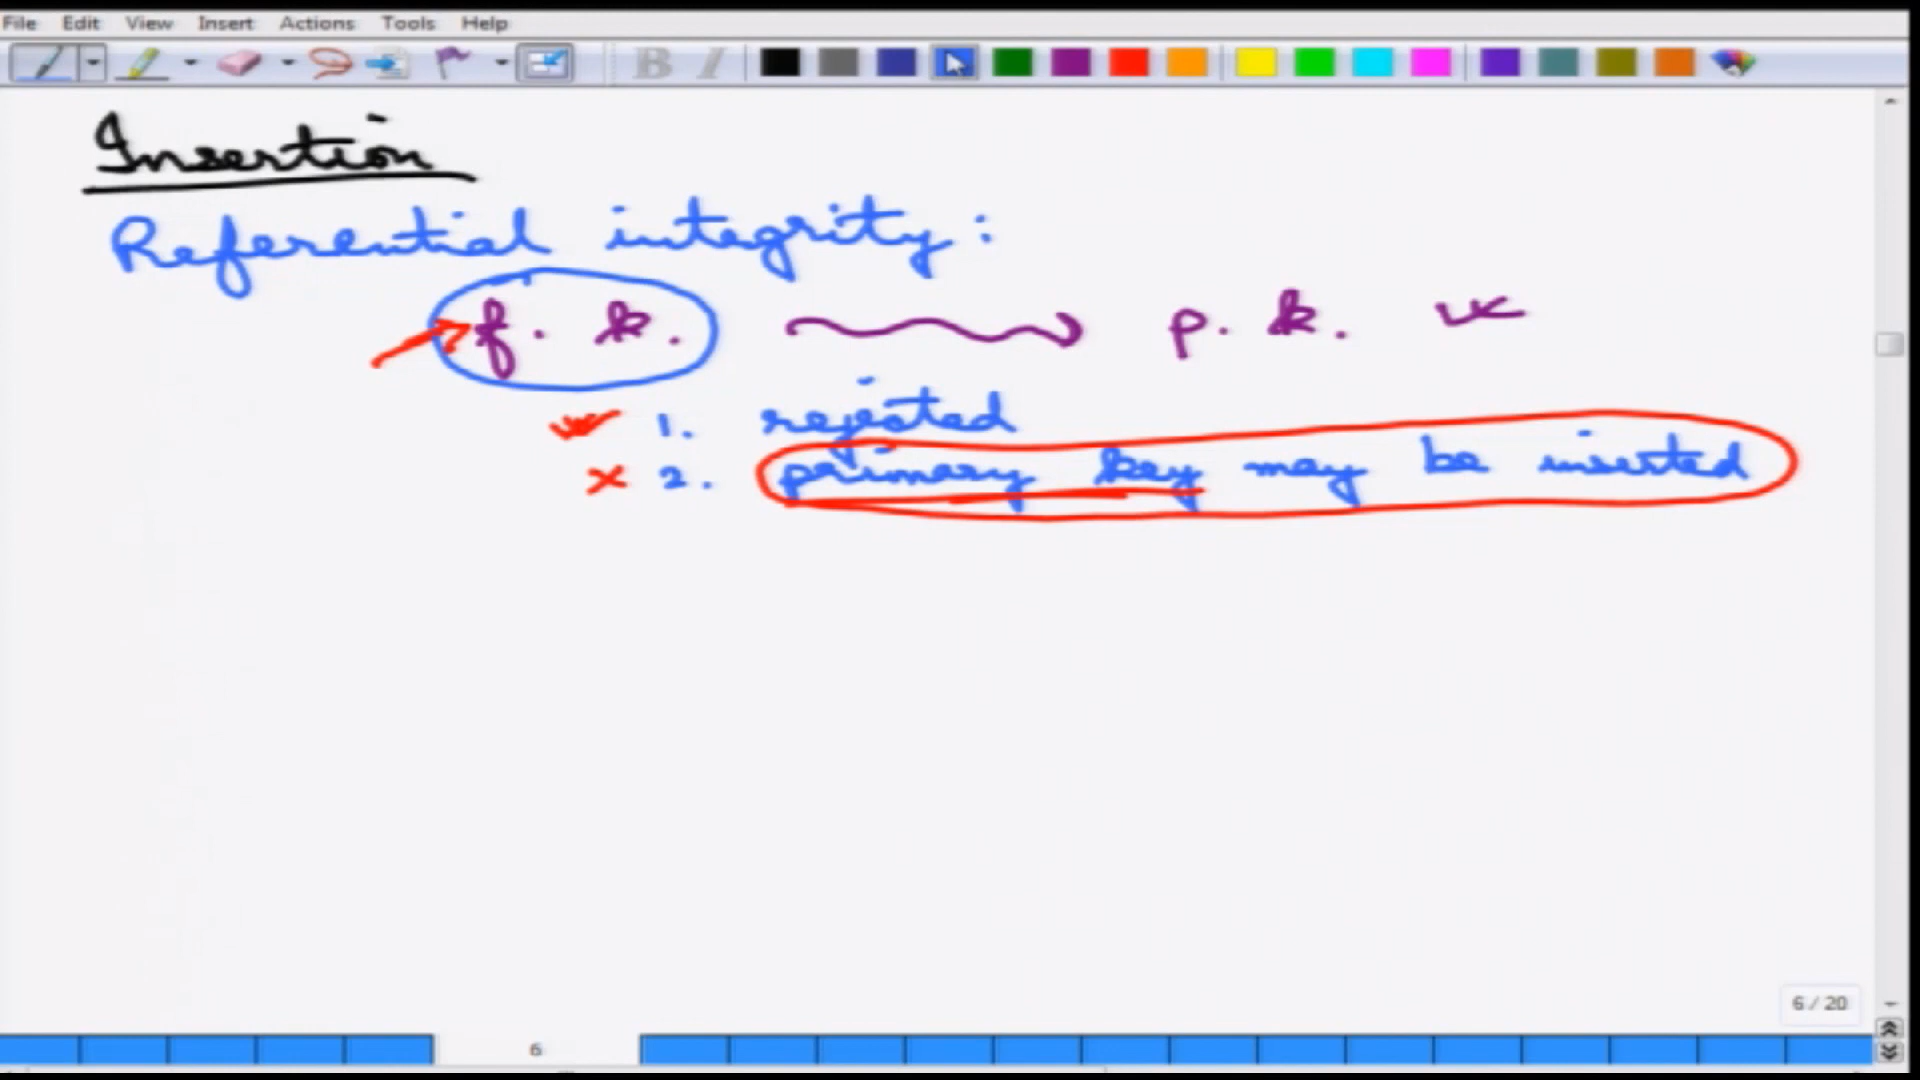 File Edit View Insert Actions Tools Help
B I
Insertion
Referential integrity:
f. k. p. k.
1. rejected
2. primary key may be inserted
6 / 20
6